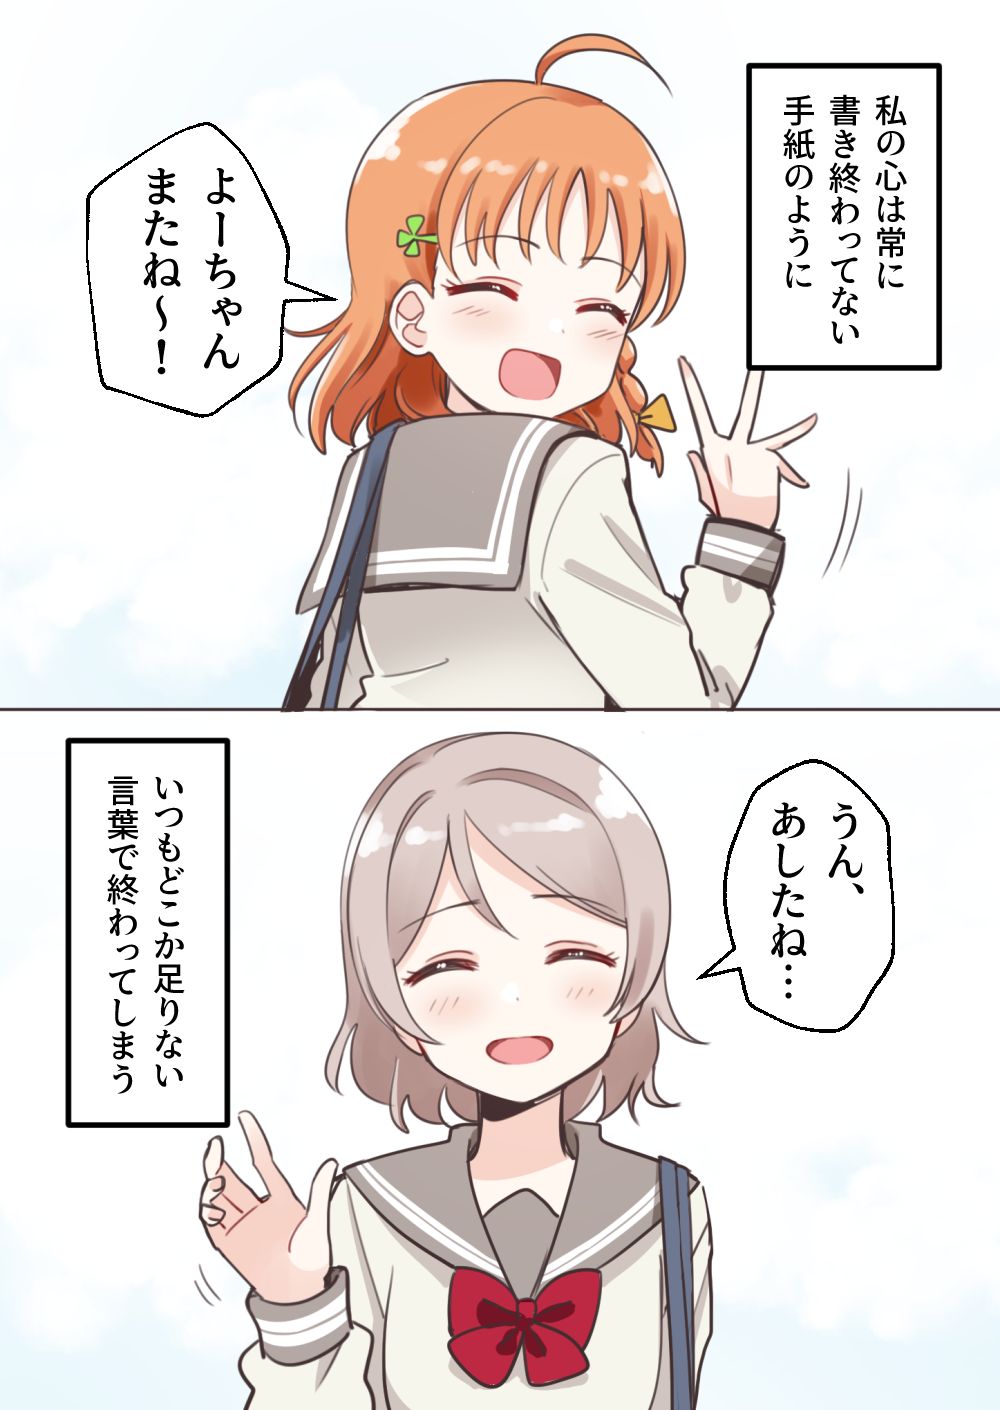 私の心は常に
書き終わってない
手紙のように
よーちゃん
またね～！
うん、
あしたね…
いつもどこか足りない
言葉で終わってしまう